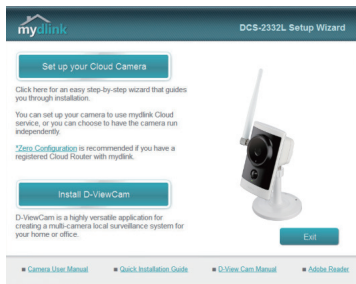 mydlink
DCS-2332L Setup Wizard
Set up your Cloud Camera
Click here for an easy step-by-step wizard that guides
you through installation.
You can set up your camera to use mydlink Cloud
service, or you can choose to have the camera run
independently.
*Zero Configuration is recommended if you have a
registered Cloud Router with mydlink.
Install D-ViewCam
D-ViewCam is a highly versatile application for
creating a multi-camera local surveillance system for
your home or office.
Exit
Camera User Manual
Quick Installation Guide
D-View Cam Manual
Adobe Reader